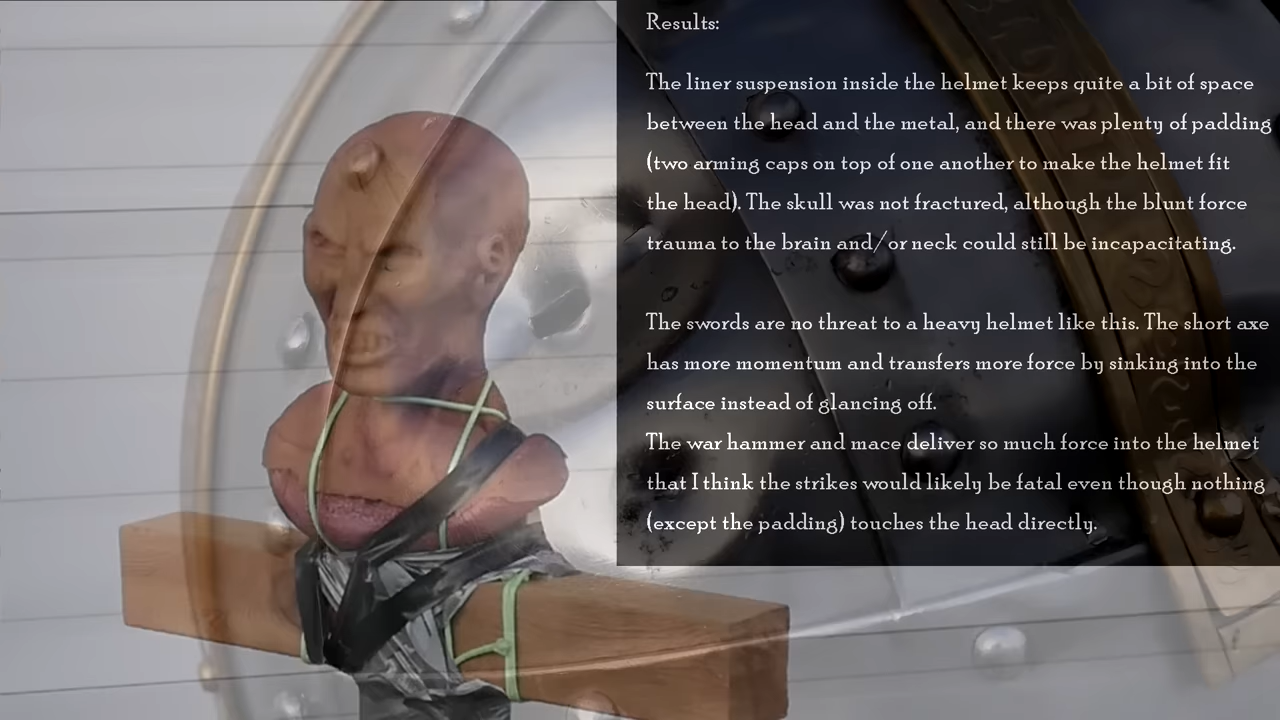 Results:
The liner suspension inside the helmet keeps quite a bit of space
between the head and the metal, and there was plenty of padding
(two arming caps on top of one another to make the helmet fit
the head). The skull was not fractured, although the blunt force
trauma to the brain and/or neck could still be incapacitating.
The swords are no threat to a heavy helmet like this. The short axe
has more momentum and transfers more force by sinking into the
surface instead of glancing off.
The war hammer and mace deliver so much force into the helmet
that I think the strikes would likely be fatal even though nothing
(except the padding) touches the head directly.